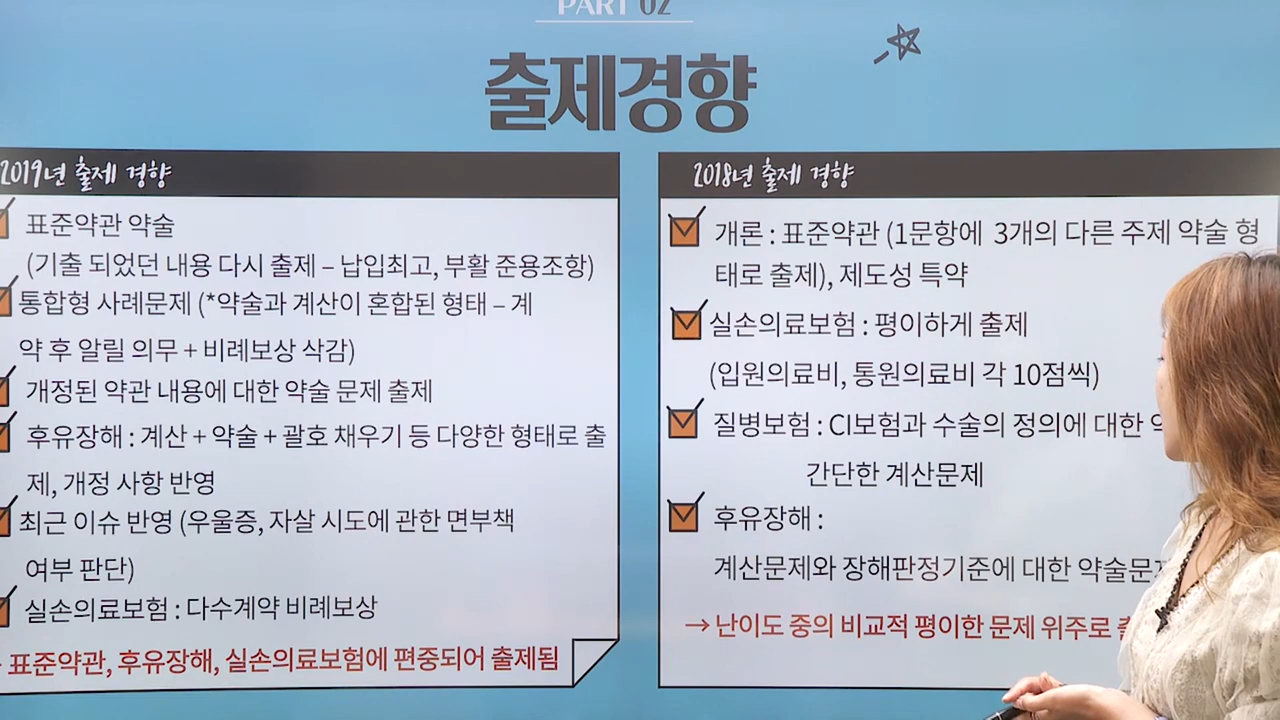 PART 02
출제경향
2019년 출제 경향
표준약관 약술
(기출 되었던 내용 다시 출제 – 납입최고, 부활 준용조항)
통합형 사례문제 (*약술과 계산이 혼합된 형태 – 계
약 후 알릴 의무 + 비례보상 삭감)
개정된 약관 내용에 대한 약술 문제 출제
후유장해 : 계산 + 약술 + 괄호 채우기 등 다양한 형태로 출
제, 개정 사항 반영
최근 이슈 반영 (우울증, 자살 시도에 관한 면부책
여부 판단)
실손의료보험 : 다수계약 비례보상
표준약관, 후유장해, 실손의료보험에 편중되어 출제됨
2018년 출제 경향
개론 : 표준약관 (1문항에 3개의 다른 주제 약술 형
태로 출제), 제도성 특약
실손의료보험 : 평이하게 출제
(입원의료비, 통원의료비 각 10점씩)
질병보험 : CI보험과 수술의 정의에 대한
간단한 계산문제
후유장해 :
계산문제와 장해판정기준에 대한
→ 난이도 중의 비교적 평이한 문제 위주로